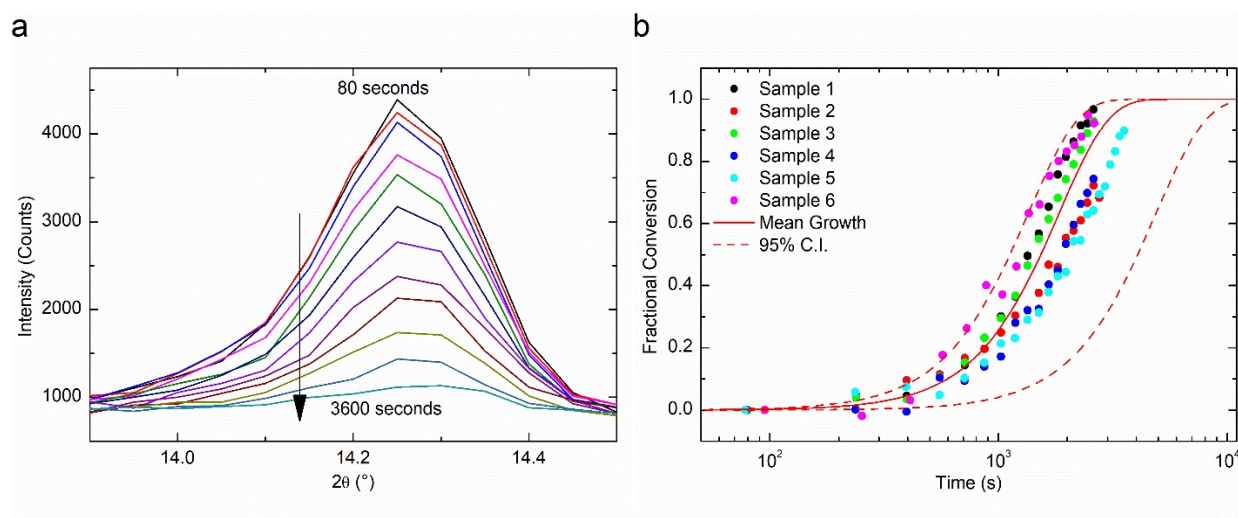 a
80 seconds
4000
3000
2000
1000
3600 seconds
14.0
14.2
14.4
2θ (°)
Intensity (Counts)
b
Sample 1
Sample 2
Sample 3
Sample 4
Sample 5
Sample 6
Mean Growth
95% C.I.
1.0
0.8
0.6
0.4
0.2
0.0
10²
10³
10⁴
Time (s)
Fractional Conversion